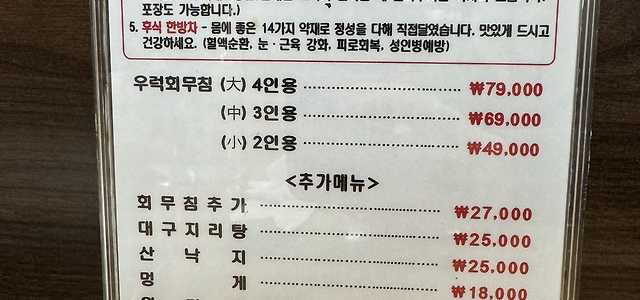 포장도 가능합니다.)
5. 후식 한방차 - 몸에 좋은 14가지 약재로 정성을 다해 직접달였습니다. 맛있게 드시고
건강하세요. (혈액순환, 눈·근육 강화, 피로회복, 성인병예방)
우럭회무침 (大) 4인용 ₩79,000
(中) 3인용 ₩69,000
(小) 2인용 ₩49,000
<추가메뉴>
회무침추가 ₩27,000
대구지리탕 ₩25,000
산낙지 ₩25,000
멍게 ₩18,000